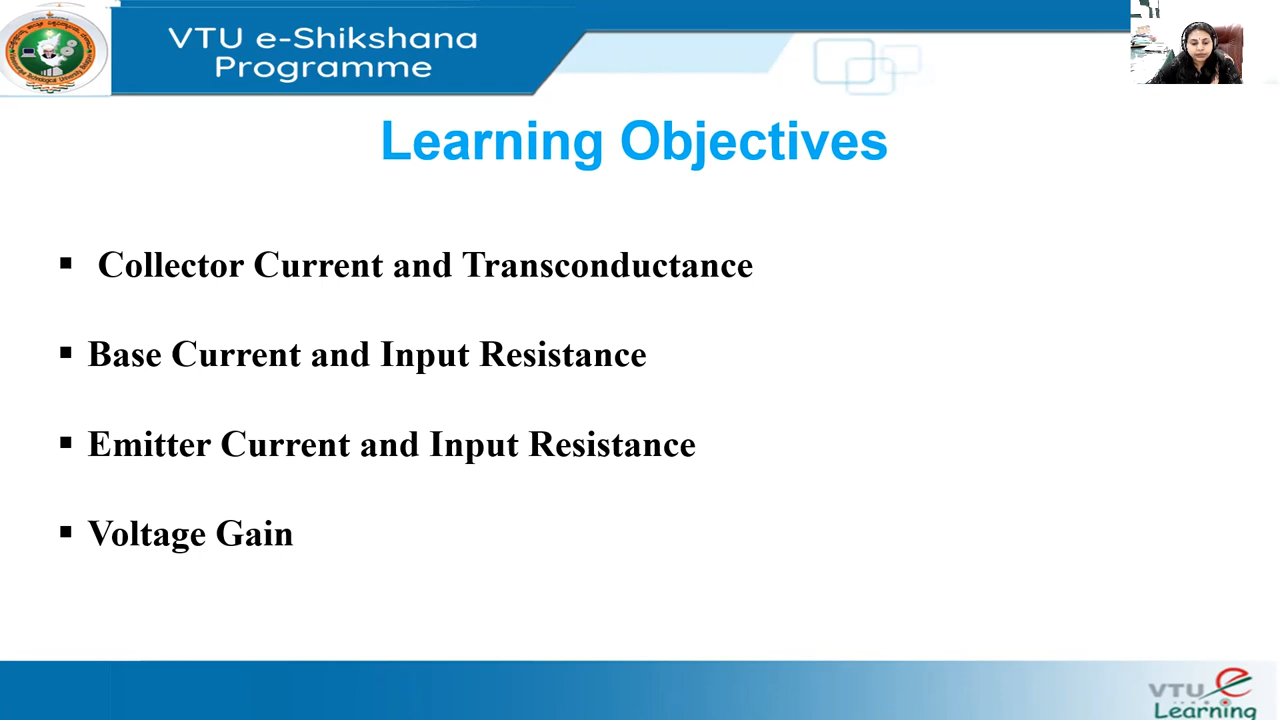 VTU e-Shikshana
Programme
Learning Objectives
▪ Collector Current and Transconductance
▪ Base Current and Input Resistance
▪ Emitter Current and Input Resistance
▪ Voltage Gain
VTU e
Learning